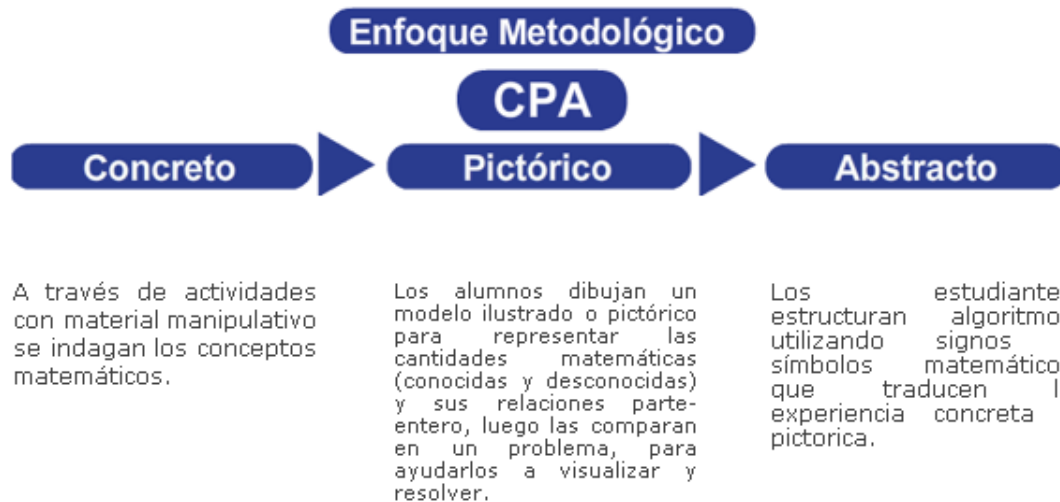 Enfoque Metodológico
CPA
Concreto
Pictórico
Abstracto
A través de actividades
con material manipulativo
se indagan los conceptos
matemáticos.
Los alumnos dibujan un
modelo ilustrado o pictórico
para representar las
cantidades matemáticas
(conocidas y desconocidas)
y sus relaciones parte-
entero, luego las comparan
en un problema, para
ayudarlos a visualizar y
resolver.
Los estudiante
estructuran algoritmo
utilizando signos
símbolos matemático
que traducen l
experiencia concreta
pictorica.